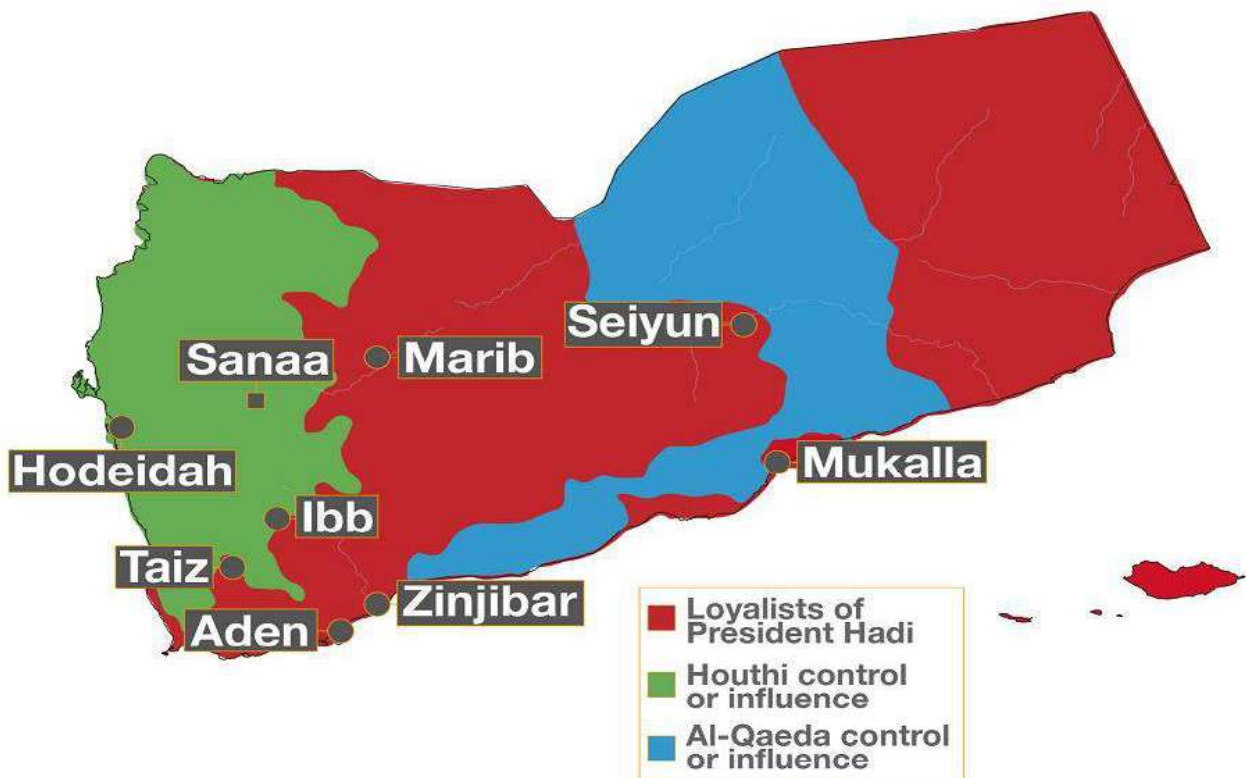 Seiyun
Sanaa
Marib
Hodeidah
Mukalla
Ibb
Taiz
Zinjibar
Aden
Loyalists of
President Hadi
Houthi control
or influence
Al-Qaeda control
or influence